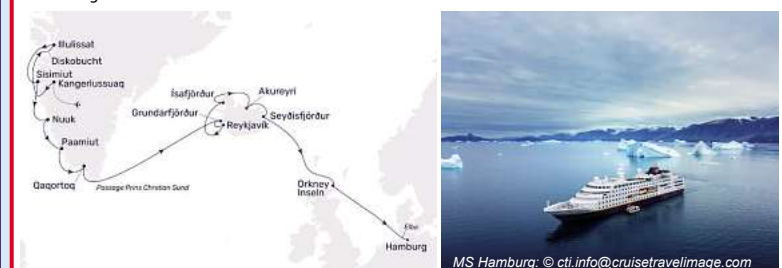 Illulissat
Diskobucht
Sisimiut
Kangerlussuaq
Nuuk
Paamiut
Qaqortoq
Passage Prins Christian Sund
Ísafjörður
Akureyri
Grundarfjörður
Seyðisfjörður
Reykjavík
Orkney
Inseln
Elbe
Hamburg
MS Hamburg: © cti.info@cruisetravelimage.com